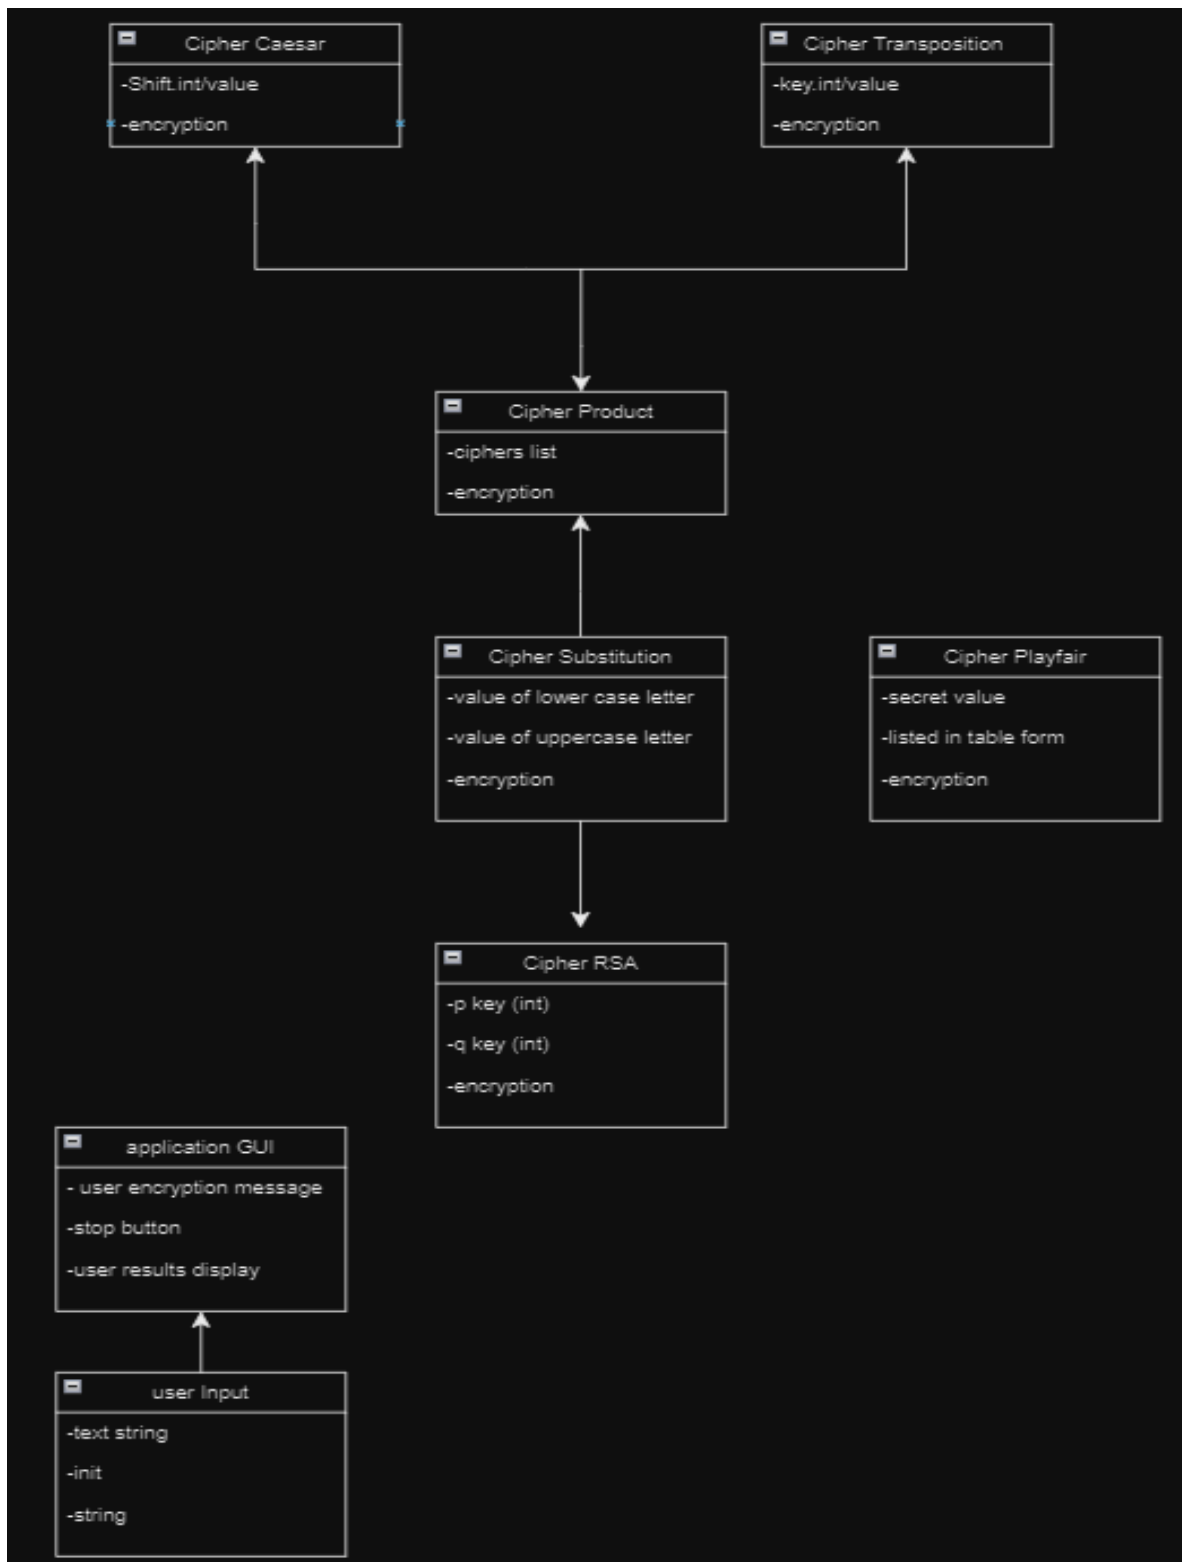 Cipher Caesar
-Shift.int/value
-encryption
Cipher Transposition
-key.int/value
-encryption
Cipher Product
-ciphers list
-encryption
Cipher Substitution
-value of lower case letter
-value of uppercase letter
-encryption
Cipher Playfair
-secret value
-listed in table form
-encryption
Cipher RSA
-p key (int)
-q key (int)
-encryption
application GUI
- user encryption message
-stop button
-user results display
user Input
-text string
-init
-string